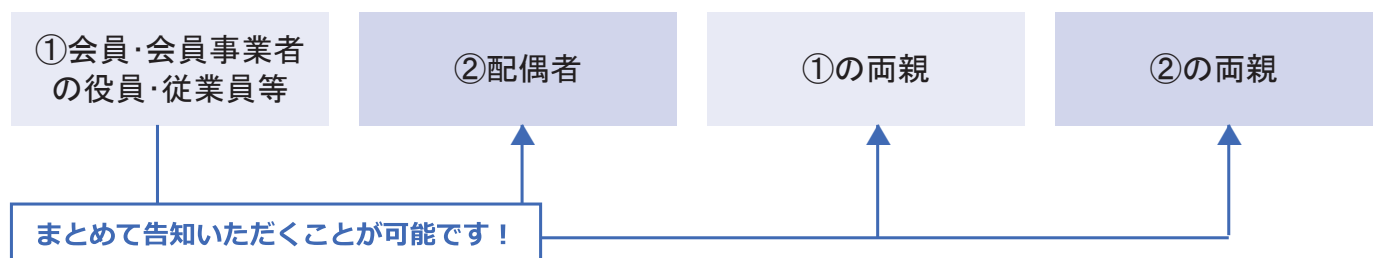 ①会員･会員事業者
の役員･従業員等
②配偶者
①の両親
②の両親
まとめて告知いただくことが可能です！